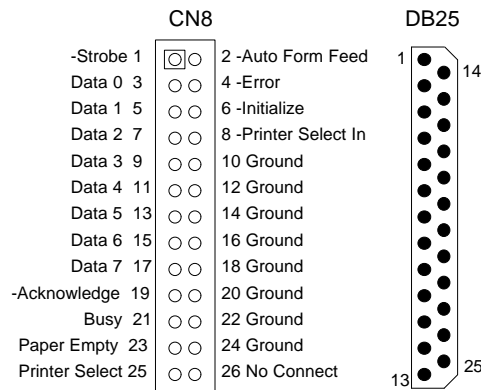 CN8 DB25
-Strobe 1 2 -Auto Form Feed 1
Data 0 3 4 -Error 14
Data 1 5 6 -Initialize
Data 2 7 8 -Printer Select In
Data 3 9 10 Ground
Data 4 11 12 Ground
Data 5 13 14 Ground
Data 6 15 16 Ground
Data 7 17 18 Ground
-Acknowledge 19 20 Ground
Busy 21 22 Ground
Paper Empty 23 24 Ground 25
Printer Select 25 26 No Connect 13